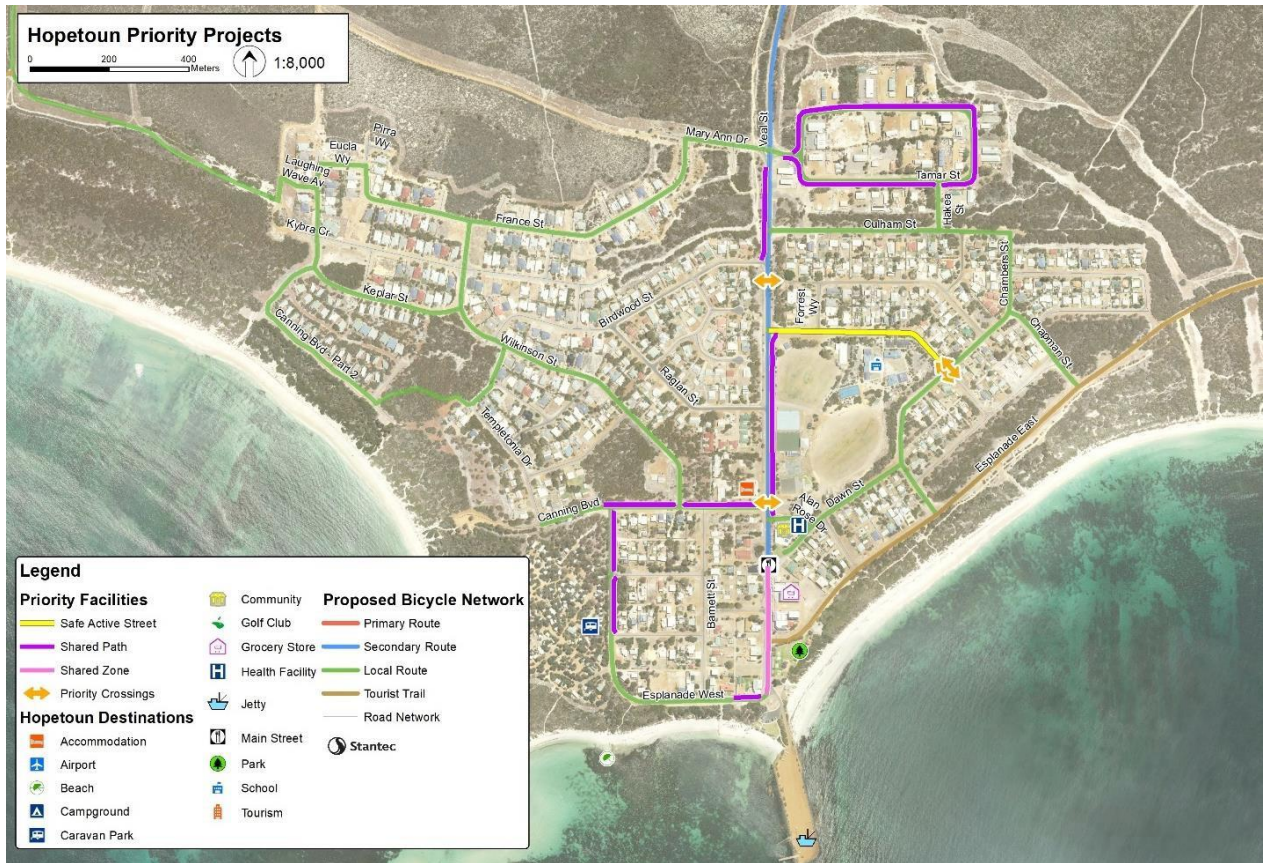 Hopetoun Priority Projects
0 200 400
Meters
1:8,000
Pirra
Wy
Eucla
Wy
Laughing
Wave Av
Kybra Cr
Mary Ann Dr
Veal St
Tamar St
Hakea
St
France St
Culham St
Chambers St
Keplar St
Birdwood St
Forrest
Wy
Canning Bvd - Part 2
Wilkinson St
Raglan St
Chapman St
Templetonia Dr
Esplanade East
Canning Bvd
Alan
Rose Dr
Dawn St
H
Barnett St
Esplanade West
Legend
Priority Facilities
Safe Active Street
Shared Path
Shared Zone
Priority Crossings
Hopetoun Destinations
Accommodation
Airport
Beach
Campground
Caravan Park
Community
Golf Club
Grocery Store
H Health Facility
Jetty
Main Street
Park
School
Tourism
Proposed Bicycle Network
Primary Route
Secondary Route
Local Route
Tourist Trail
Road Network
Stantec